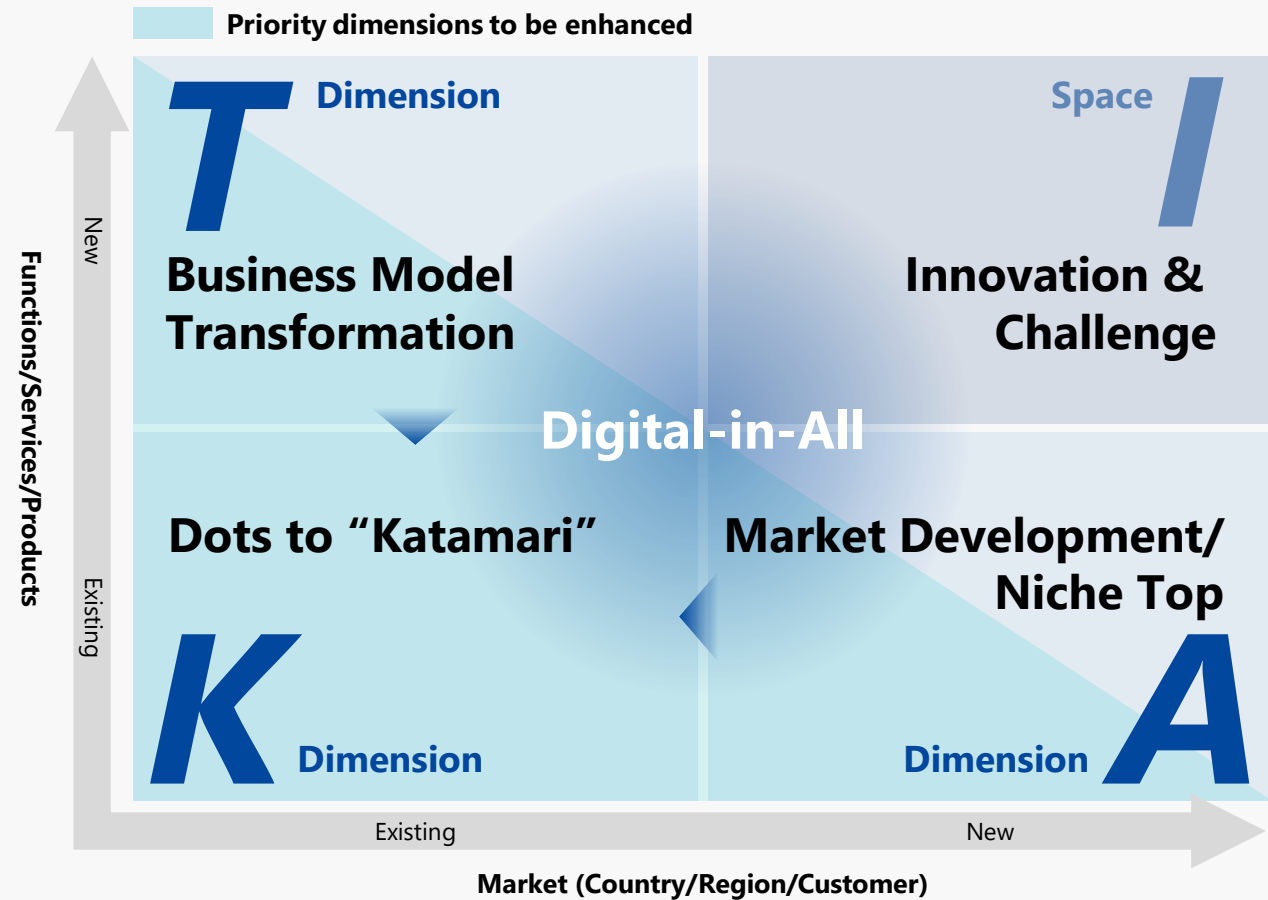 Priority dimensions to be enhanced
T Dimension
Space I
Business Model
Transformation
Innovation &
Challenge
Digital-in-All
Dots to “Katamari”
Market Development/
Niche Top
K Dimension
Dimension A
Functions/Services/Products
New
Existing
Existing
New
Market (Country/Region/Customer)